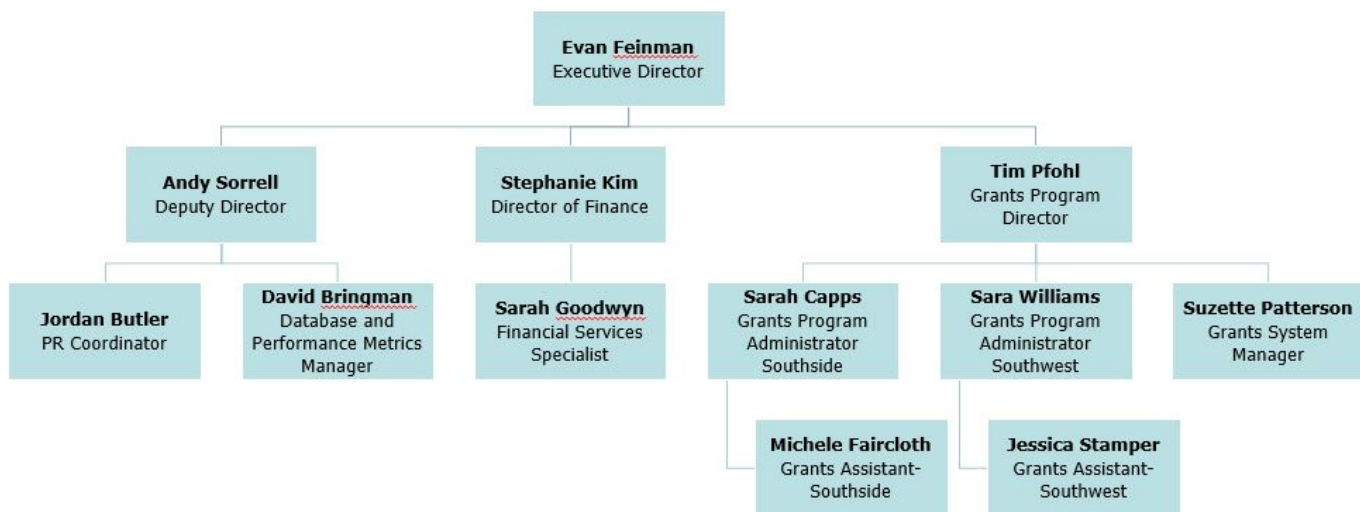 Evan Feinman
Executive Director
Andy Sorrell
Deputy Director
Stephanie Kim
Director of Finance
Tim Pfohl
Grants Program
Director
Jordan Butler
PR Coordinator
David Bringman
Database and
Performance Metrics
Manager
Sarah Goodwyn
Financial Services
Specialist
Sarah Capps
Grants Program
Administrator
Southside
Sara Williams
Grants Program
Administrator
Southwest
Suzette Patterson
Grants System
Manager
Michele Faircloth
Grants Assistant-
Southside
Jessica Stamper
Grants Assistant-
Southwest